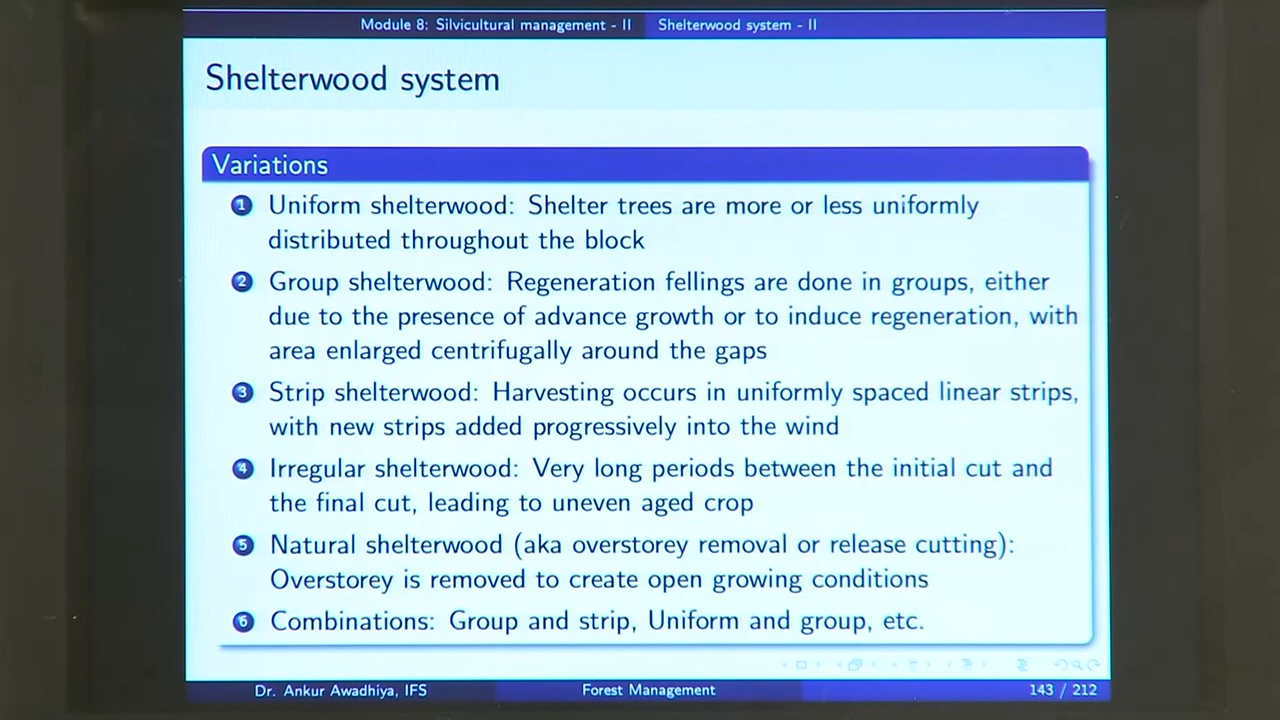 Module 8: Silvicultural management - II Shelterwood system - II
Shelterwood system
Variations
1 Uniform shelterwood: Shelter trees are more or less uniformly
distributed throughout the block
2 Group shelterwood: Regeneration fellings are done in groups, either
due to the presence of advance growth or to induce regeneration, with
area enlarged centrifugally around the gaps
3 Strip shelterwood: Harvesting occurs in uniformly spaced linear strips,
with new strips added progressively into the wind
4 Irregular shelterwood: Very long periods between the initial cut and
the final cut, leading to uneven aged crop
5 Natural shelterwood (aka overstorey removal or release cutting):
Overstorey is removed to create open growing conditions
6 Combinations: Group and strip, Uniform and group, etc.
Dr. Ankur Awadhiya, IFS Forest Management 143 / 212